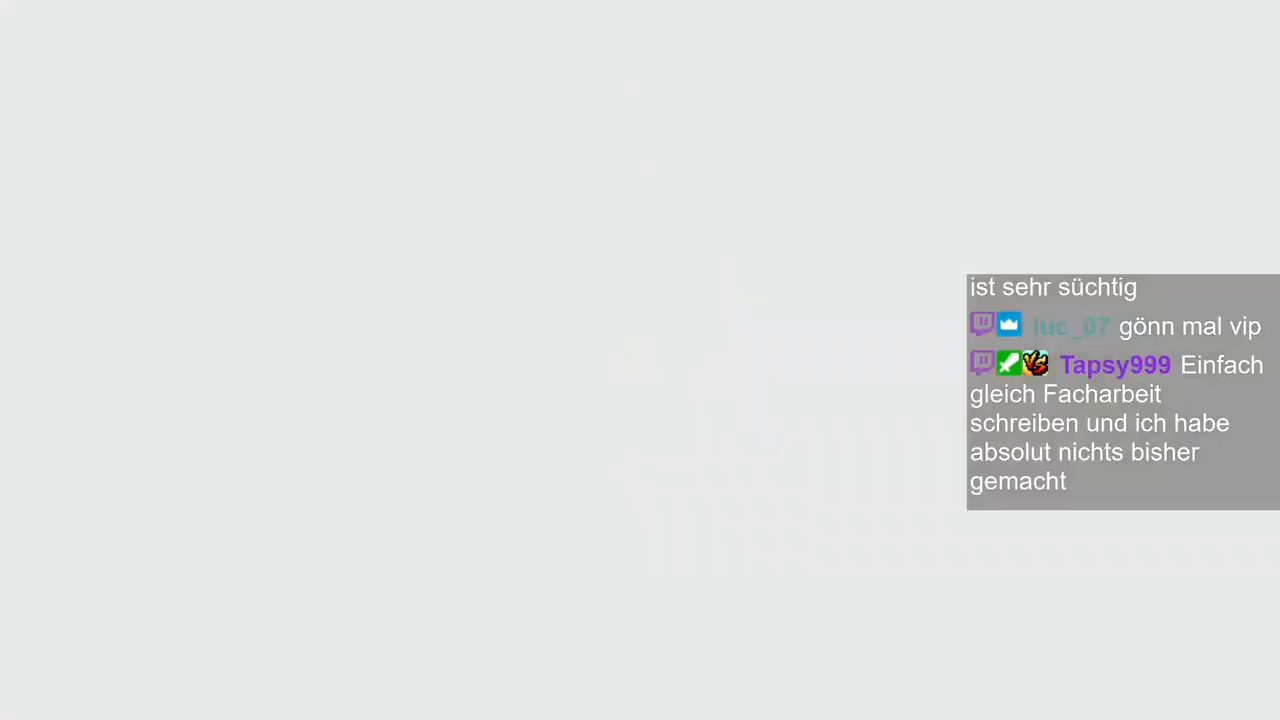 ist sehr süchtig
luc_07 gönn mal vip
Tapsy999 Einfach
gleich Facharbeit
schreiben und ich habe
absolut nichts bisher
gemacht